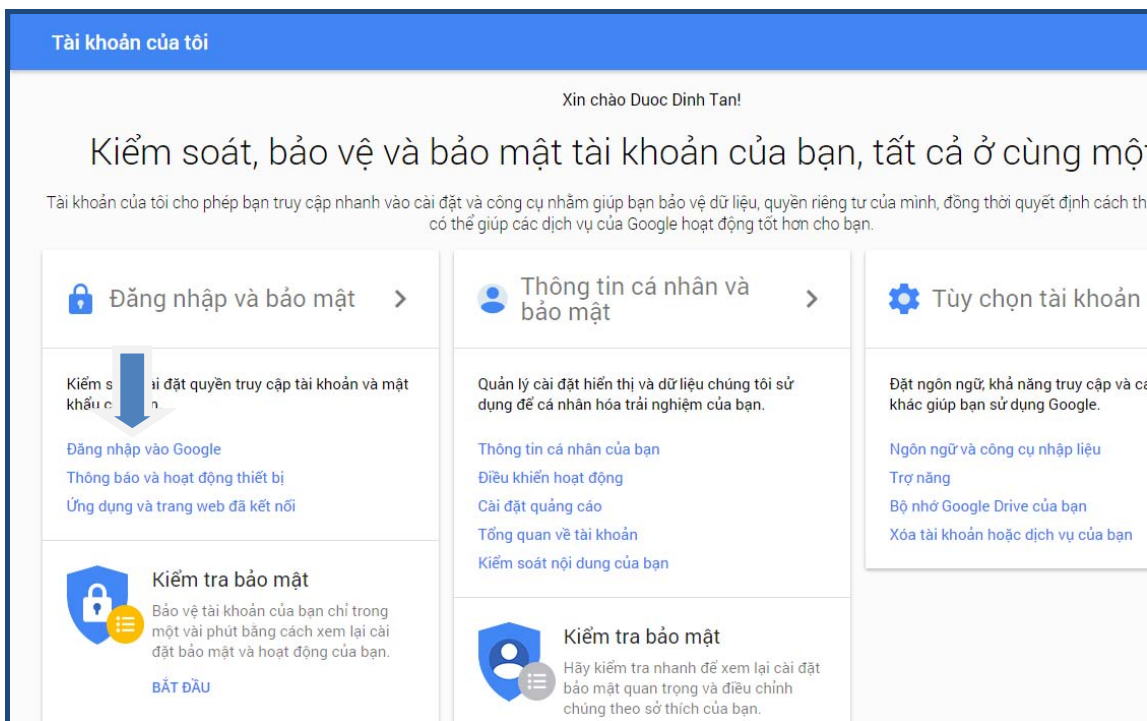 Tài khoản của tôi
Xin chào Duoc Dinh Tan!
Kiểm soát, bảo vệ và bảo mật tài khoản của bạn, tất cả ở cùng một
Tài khoản của tôi cho phép bạn truy cập nhanh vào cài đặt và công cụ nhằm giúp bạn bảo vệ dữ liệu, quyền riêng tư của mình, đồng thời quyết định cách th
có thể giúp các dịch vụ của Google hoạt động tốt hơn cho bạn.
Đăng nhập và bảo mật
Kiểm s ài đặt quyền truy cập tài khoản và mật
khẩu c n.
Đăng nhập vào Google
Thông báo và hoạt động thiết bị
Ứng dụng và trang web đã kết nối
Kiểm tra bảo mật
Bảo vệ tài khoản của bạn chỉ trong
một vài phút bằng cách xem lại cài
đặt bảo mật và hoạt động của bạn.
BẮT ĐẦU
Thông tin cá nhân và
bảo mật
Quản lý cài đặt hiển thị và dữ liệu chúng tôi sử
dụng để cá nhân hóa trải nghiệm của bạn.
Thông tin cá nhân của bạn
Điều khiển hoạt động
Cài đặt quảng cáo
Tổng quan về tài khoản
Kiểm soát nội dung của bạn
Kiểm tra bảo mật
Hãy kiểm tra nhanh để xem lại cài đặt
bảo mật quan trọng và điều chỉnh
chúng theo sở thích của bạn.
Tùy chọn tài khoản
Đặt ngôn ngữ, khả năng truy cập và cá
khác giúp bạn sử dụng Google.
Ngôn ngữ và công cụ nhập liệu
Trợ năng
Bộ nhớ Google Drive của bạn
Xóa tài khoản hoặc dịch vụ của bạn